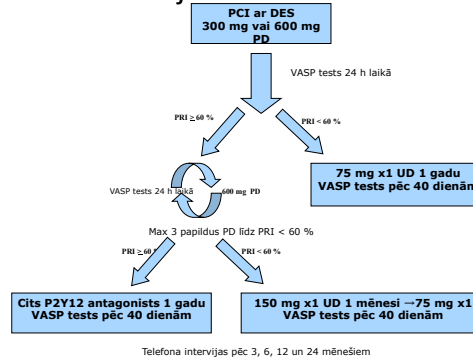 PCI ar DES
300 mg vai 600 mg
PD
VASP tests 24 h laikā
PRI ≥ 60 %
PRI < 60 %
75 mg x1 UD 1 gadu
VASP tests pēc 40 dienām
VASP tests 24 h laikā
600 mg PD
Max 3 papildus PD līdz PRI < 60 %
PRI ≥ 60 %
PRI < 60 %
Cits P2Y12 antagonists 1 gadu
VASP tests pēc 40 dienām
150 mg x1 UD 1 mēnesi →75 mg x1
VASP tests pēc 40 dienām
Telefona intervijas pēc 3, 6, 12 un 24 mēnešiem